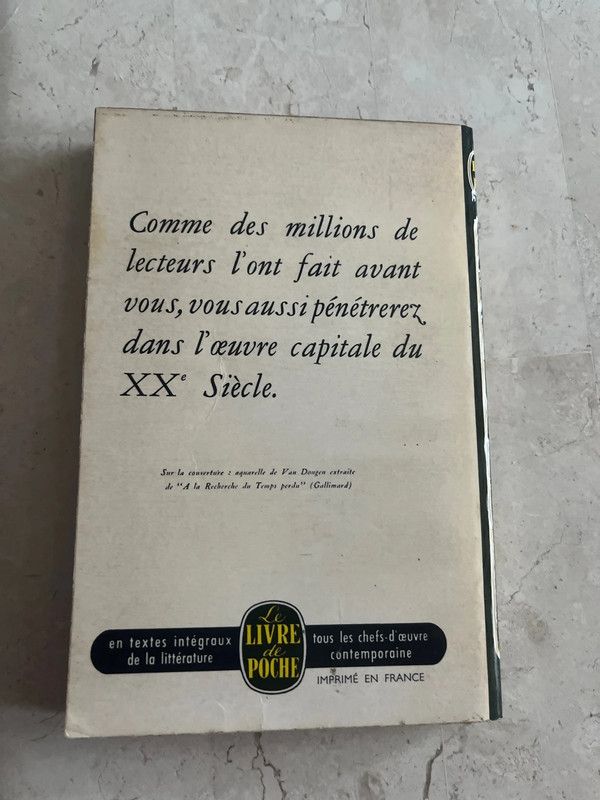 Comme des millions de
lecteurs l'ont fait avant
vous, vous aussi pénétrerez
dans l'œuvre capitale du
XXe Siècle.
Sur la couverture : aquarelle de Van Dongen extraite
de "A la Recherche du Temps perdu" (Gallimard)
en textes intégraux
de la littérature
Le
LIVRE
de
POCHE
tous les chefs-d'œuvre
contemporaine
IMPRIMÉ EN FRANCE